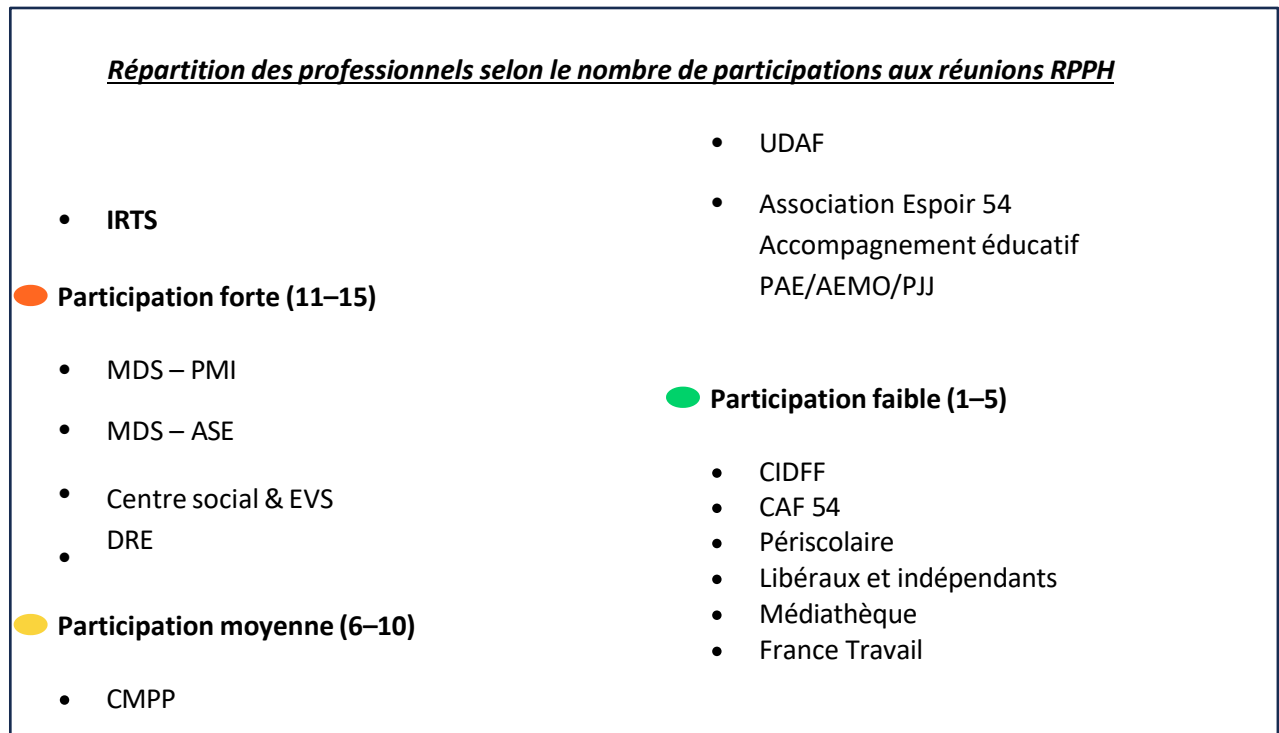 Répartition des professionnels selon le nombre de participations aux réunions RPPH
• IRTS
Participation forte (11–15)
• MDS – PMI
• MDS – ASE
• Centre social & EVS
DRE
•
Participation moyenne (6–10)
• CMPP
• UDAF
• Association Espoir 54
Accompagnement éducatif
PAE/AEMO/PJJ
Participation faible (1–5)
• CIDFF
• CAF 54
• Périscolaire
• Libéraux et indépendants
• Médiathèque
• France Travail